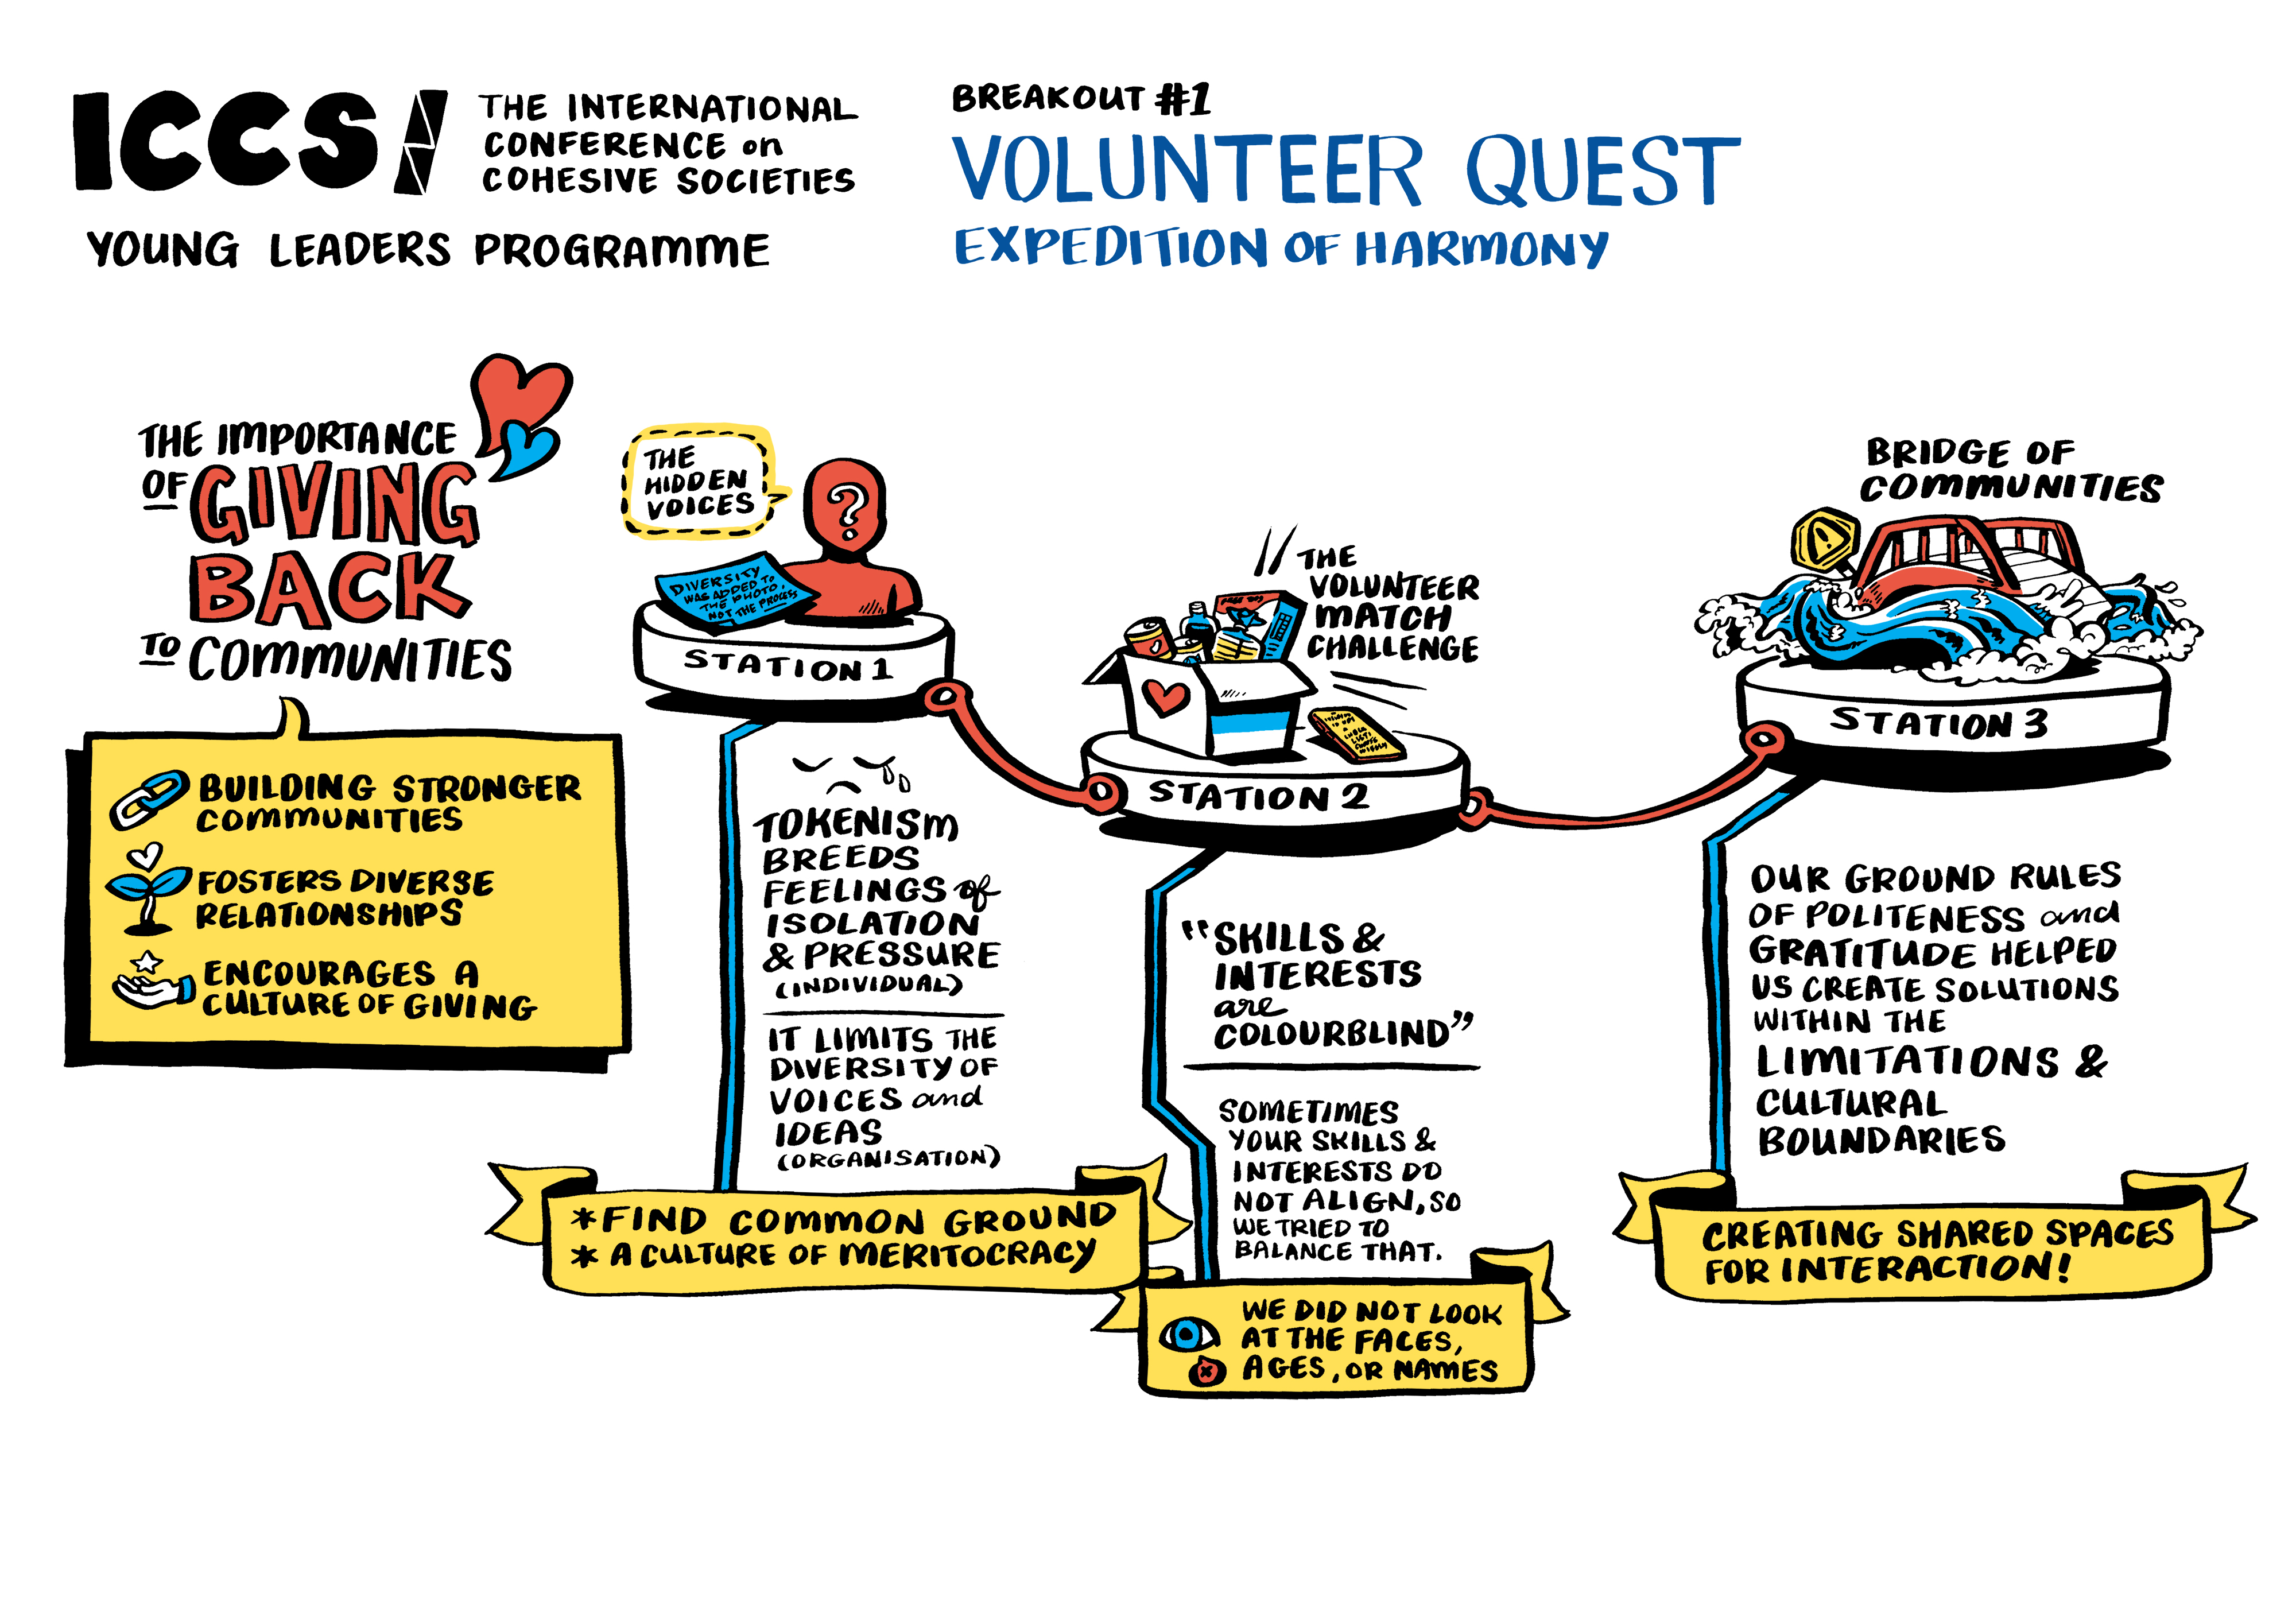 ICCS/
THE INTERNATIONAL
CONFERENCE on
COHESIVE SOCIETIES
YOUNG LEADERS PROGRAMME
BREAKOUT #1
VOLUNTEER QUEST
EXPEDITION OF HARMONY
THE IMPORTANCE
OF GIVING
BACK
TO COMMUNITIES
BUILDING STRONGER
COMMUNITIES
FOSTERS DIVERSE
RELATIONSHIPS
ENCOURAGES A
CULTURE OF GIVING
THE
HIDDEN
VOICES
?
DIVERSITY
WAS ADDED TO
THE PHOTO,
NOT THE PROCESS
STATION 1
TOKENISM
BREEDS
FEELINGS of
ISOLATION
& PRESSURE
(INDIVIDUAL)
IT LIMITS THE
DIVERSITY OF
VOICES and
IDEAS
(ORGANISATION)
*FIND COMMON GROUND
* A CULTURE OF MERITOCRACY
THE
VOLUNTEER
MATCH
CHALLENGE
STATION 2
"SKILLS &
INTERESTS
are
COLOURBLIND"
SOMETIMES
YOUR SKILLS &
INTERESTS DO
NOT ALIGN, SO
WE TRIED TO
BALANCE THAT.
WE DID NOT LOOK
AT THE FACES,
AGES, OR NAMES
BRIDGE OF
COMMUNITIES
!
STATION 3
OUR GROUND RULES
OF POLITENESS and
GRATITUDE HELPED
US CREATE SOLUTIONS
WITHIN THE
LIMITATIONS &
CULTURAL
BOUNDARIES
CREATING SHARED SPACES
FOR INTERACTION!